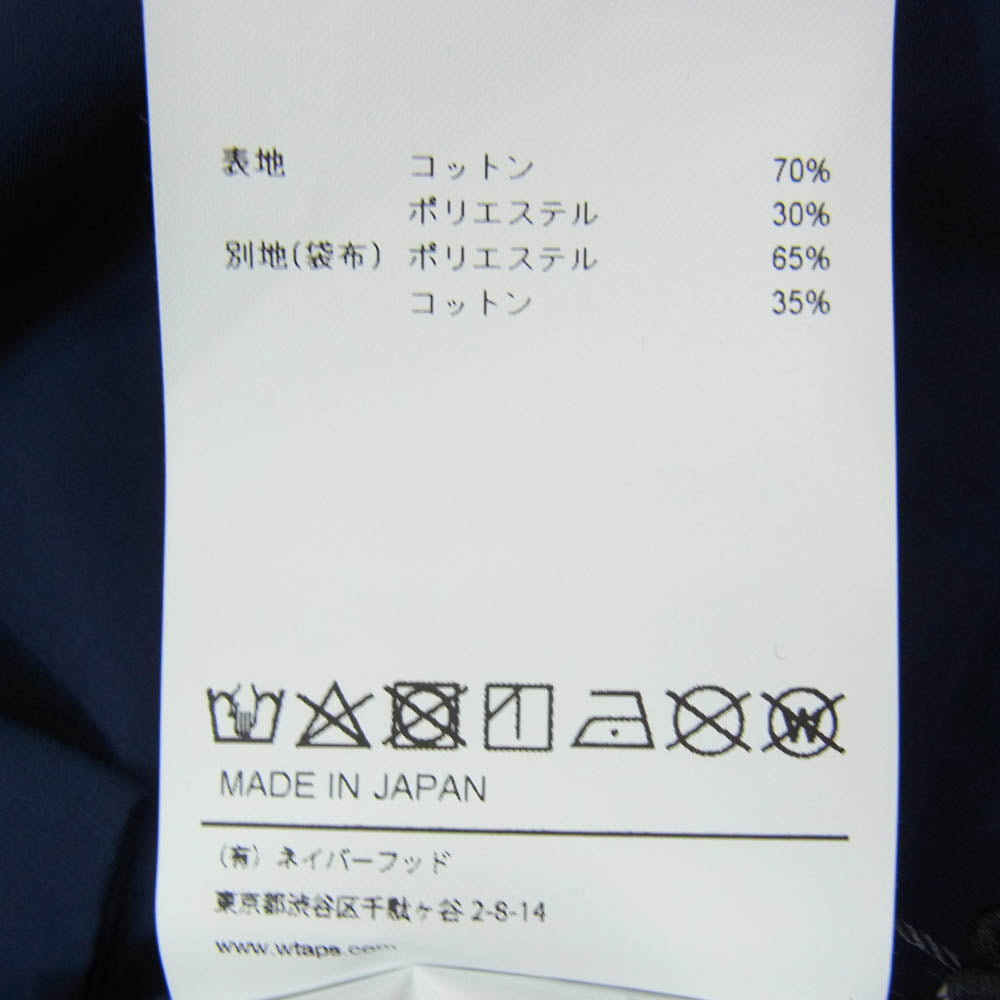 表地 コットン 70%
ポリエステル 30%
別地(袋布) ポリエステル 65%
コットン 35%
W
MADE IN JAPAN
(有) ネイバーフッド
東京都渋谷区千駄ヶ谷 2-8-14
www.wtaps.com